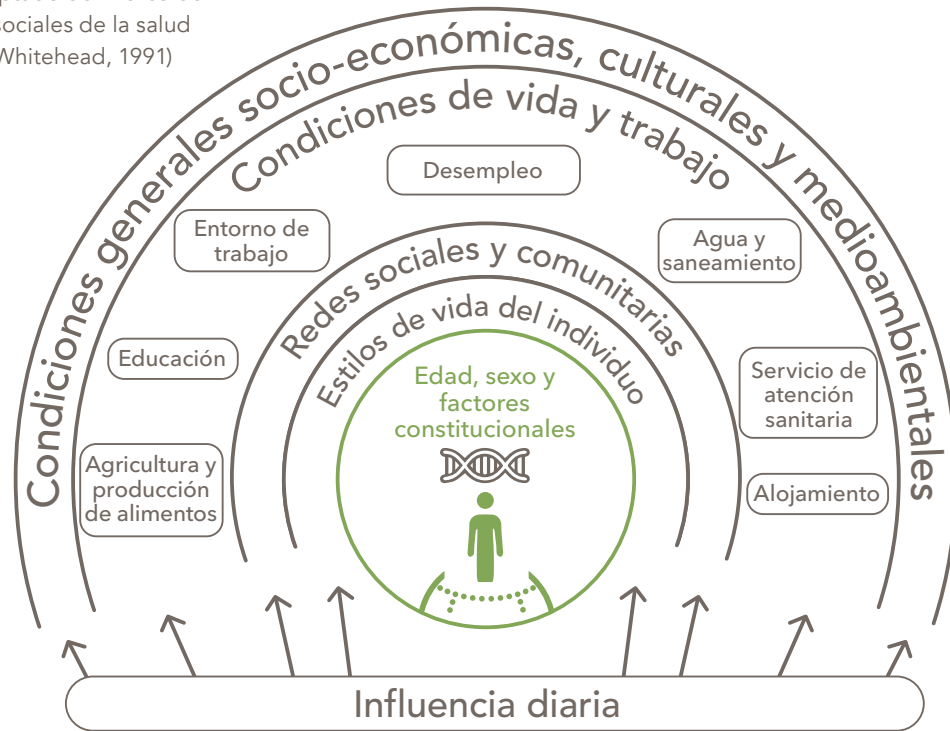 sociales de la salud
Whitehead, 1991)
Condiciones generales socio-económicas, culturales y medioambientales
Condiciones de vida y trabajo
Desempleo
Entorno de
trabajo
Agua y
saneamiento
Redes sociales y comunitarias
Estilos de vida del individuo
Educación
Edad, sexo y
factores
constitucionales
Servicio de
atención
sanitaria
Agricultura y
producción
de alimentos
Alojamiento
Influencia diaria